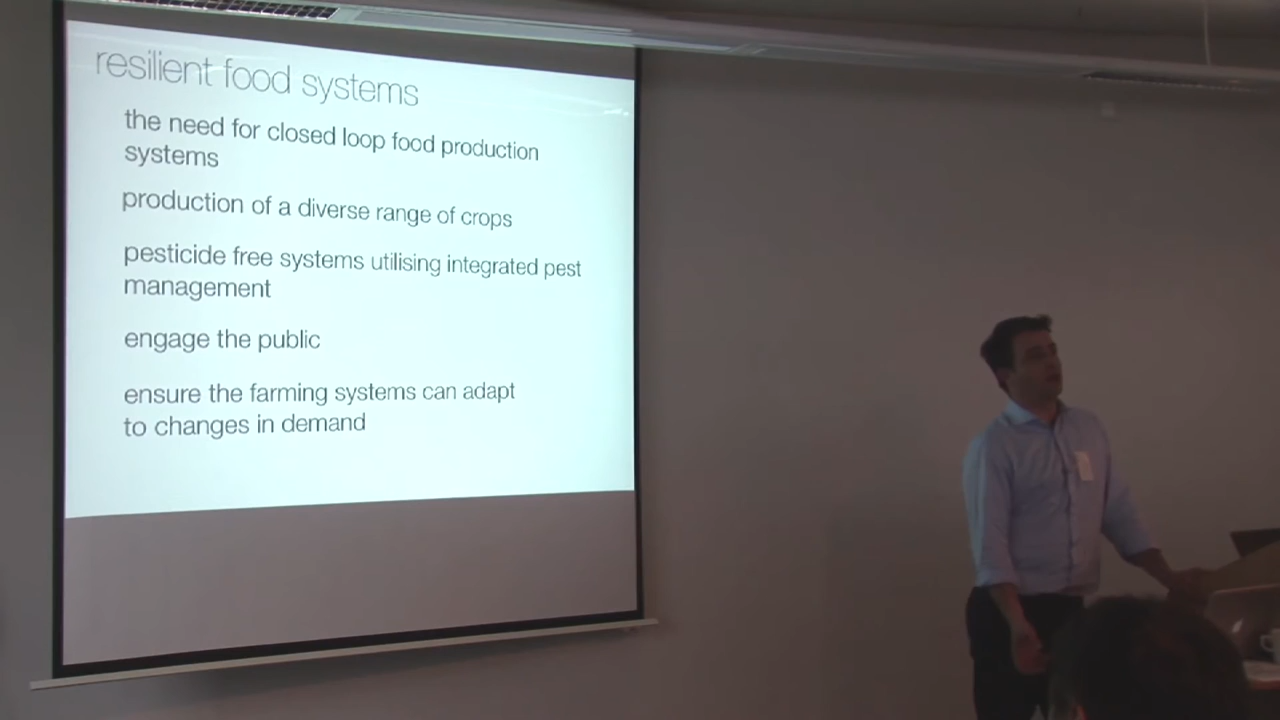 resilient food systems
the need for closed loop food production
systems
production of a diverse range of crops
pesticide free systems utilising integrated pest
management
engage the public
ensure the farming systems can adapt
to changes in demand